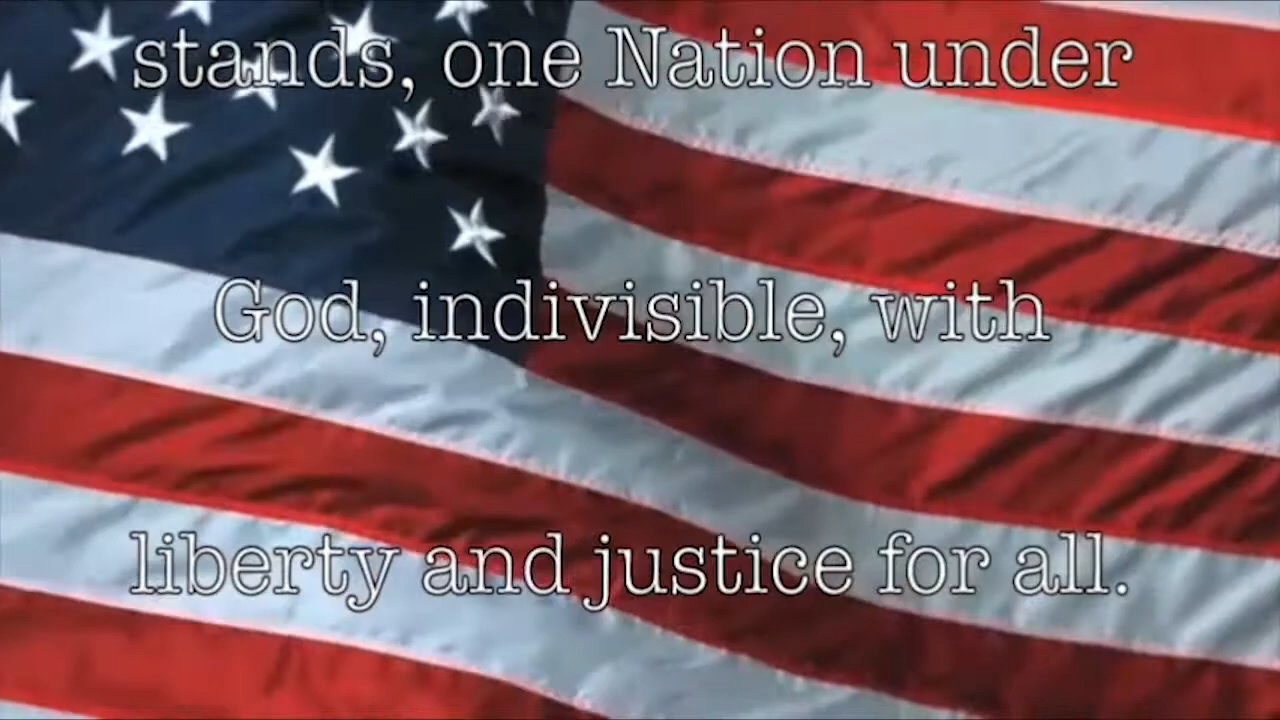 stands, one Nation under
God, indivisible, with
liberty and justice for all.